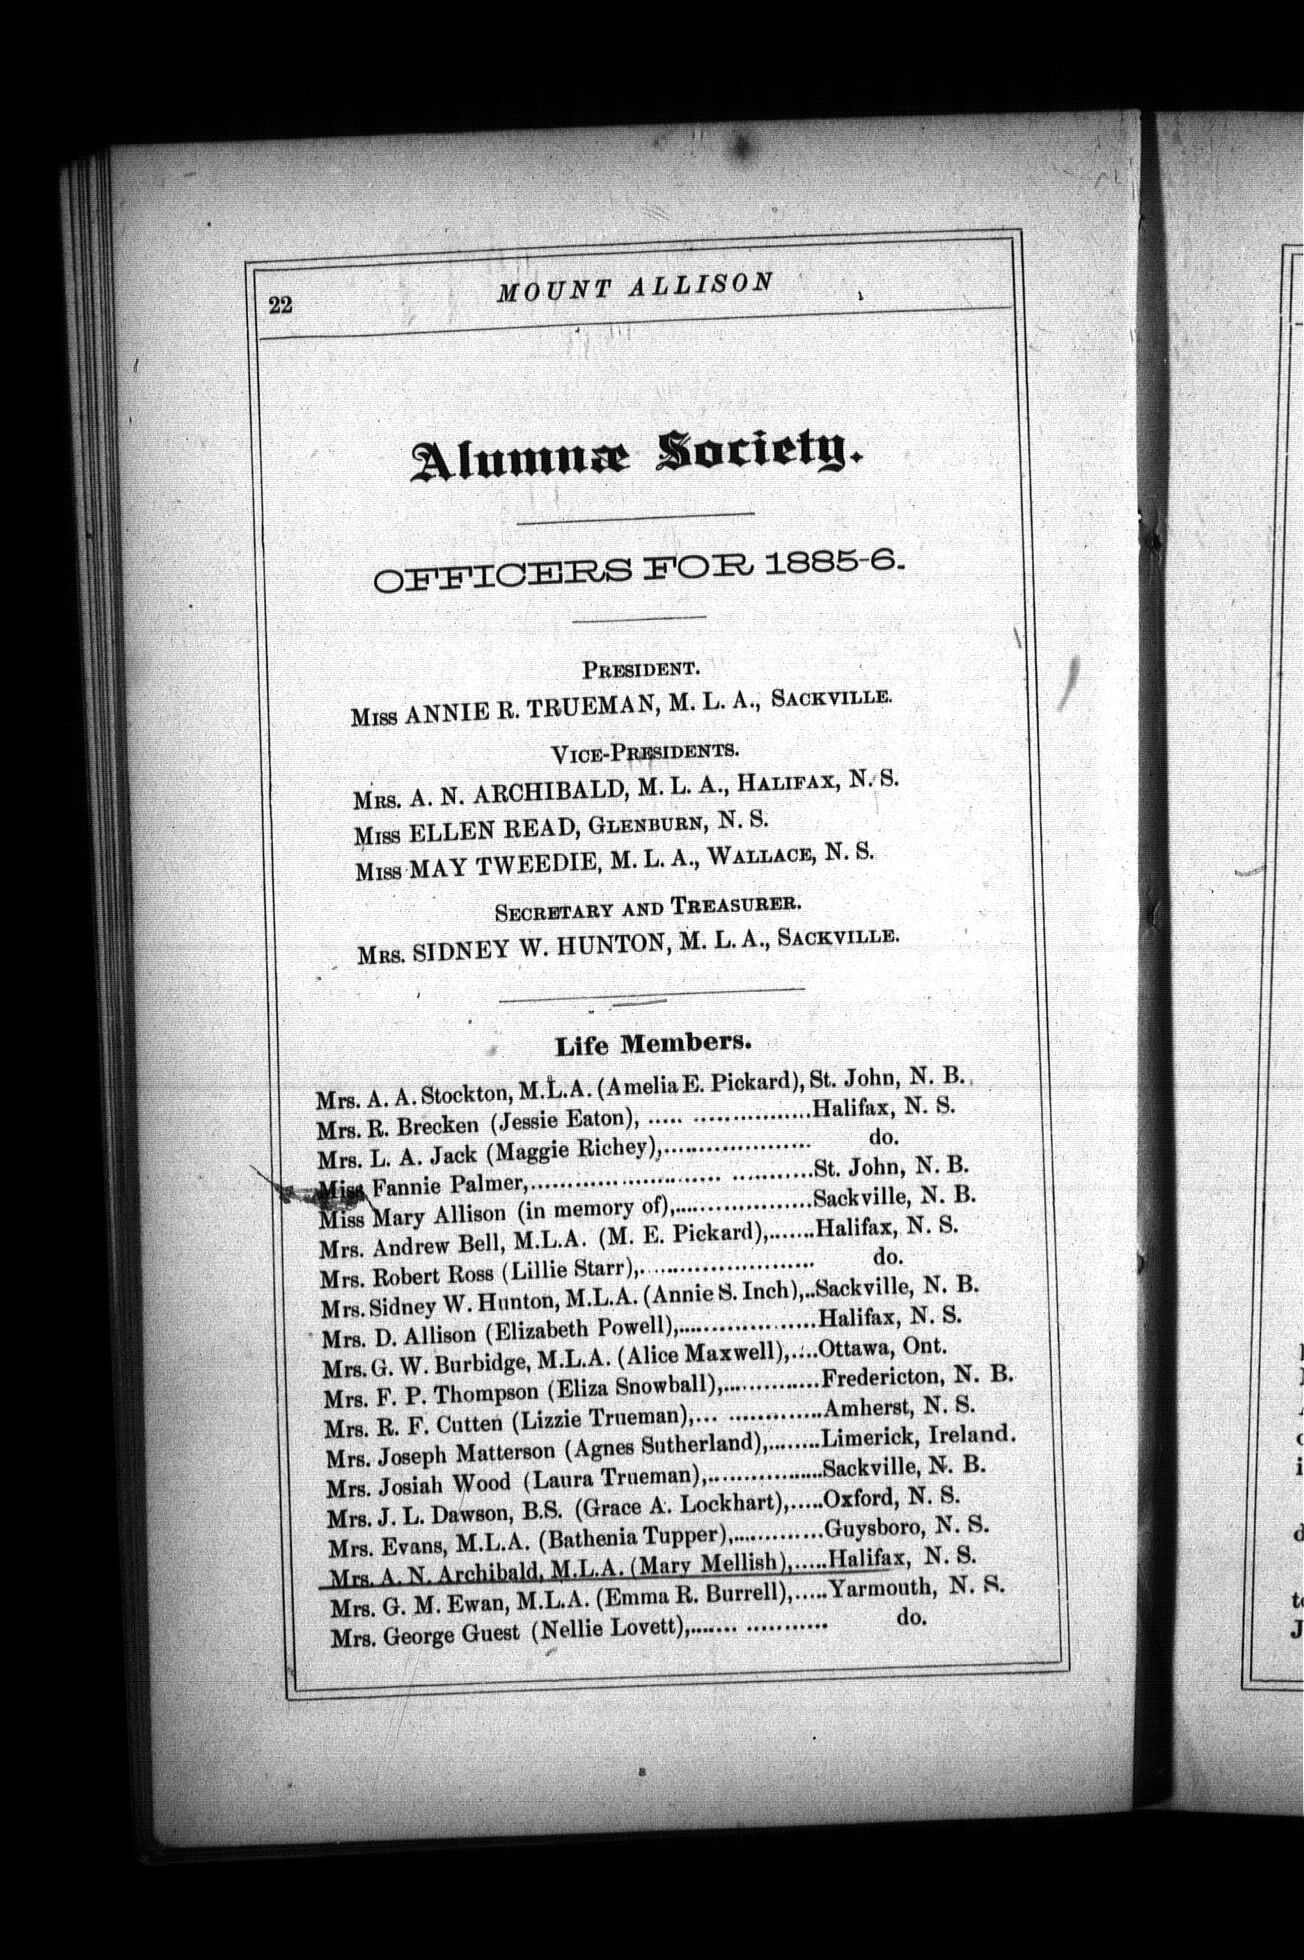 22
MOUNT ALLISON
Alumnæ Society.
OFFICERS FOR 1885-6.
PRESIDENT.
MISS ANNIE R. TRUEMAN, M. L. A., SACKVILLE.
VICE-PRESIDENTS.
MRS. A. N. ARCHIBALD, M. L. A., HALIFAX, N. S.
MISS ELLEN READ, GLENBURN, N. S.
MISS MAY TWEEDIE, M. L. A., WALLACE, N. S.
SECRETARY AND TREASURER.
MRS. SIDNEY W. HUNTON, M. L. A., SACKVILLE.
Life Members.
Mrs. A. A. Stockton, M.L.A. (Amelia E. Pickard), St. John, N. B.
Mrs. R. Brecken (Jessie Eaton), ..... ................Halifax, N. S.
Mrs. L. A. Jack (Maggie Richey),.................... do.
Miss Fannie Palmer,.......................... ...........St. John, N. B.
Miss Mary Allison (in memory of),...................Sackville, N. B.
Mrs. Andrew Bell, M.L.A. (M. E. Pickard),.......Halifax, N. S.
Mrs. Robert Ross (Lillie Starr),........................ do.
Mrs. Sidney W. Hunton, M.L.A. (Annie S. Inch),..Sackville, N. B.
Mrs. D. Allison (Elizabeth Powell),...................Halifax, N. S.
Mrs. G. W. Burbidge, M.L.A. (Alice Maxwell),....Ottawa, Ont.
Mrs. F. P. Thompson (Eliza Snowball),..............Fredericton, N. B.
Mrs. R. F. Cutten (Lizzie Trueman),... .............Amherst, N. S.
Mrs. Joseph Matterson (Agnes Sutherland),........Limerick, Ireland.
Mrs. Josiah Wood (Laura Trueman),................Sackville, N. B.
Mrs. J. L. Dawson, B.S. (Grace A. Lockhart),.....Oxford, N. S.
Mrs. Evans, M.L.A. (Bathenia Tupper),.............Guysboro, N. S.
Mrs. A. N. Archibald, M.L.A. (Mary Mellish),.....Halifax, N. S.
Mrs. G. M. Ewan, M.L.A. (Emma R. Burrell),.....Yarmouth, N. S.
Mrs. George Guest (Nellie Lovett),....... ........... do.